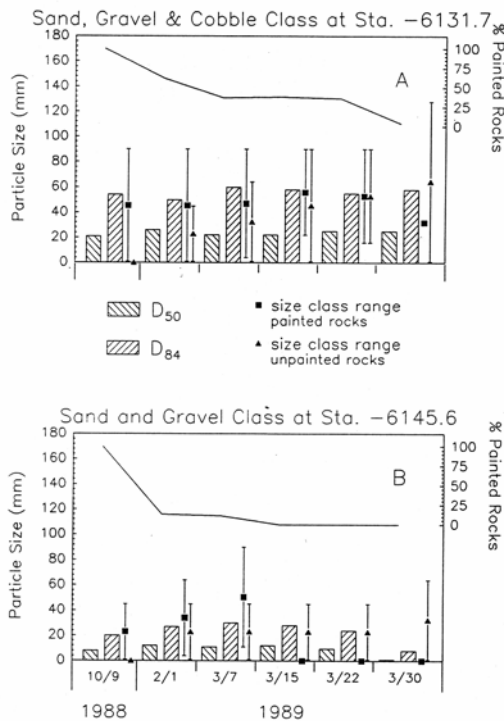 Sand, Gravel & Cobble Class at Sta. −6131.7
180
160
140
120
100
80
60
40
20
0
Particle Size (mm)
A
100
75
50
25
0
% Painted Rocks
D50
D84
size class range
painted rocks
size class range
unpainted rocks
Sand and Gravel Class at Sta. −6145.6
180
160
140
120
100
80
60
40
20
0
Particle Size (mm)
B
100
75
50
25
0
% Painted Rocks
10/9 2/1 3/7 3/15 3/22 3/30
1988 1989